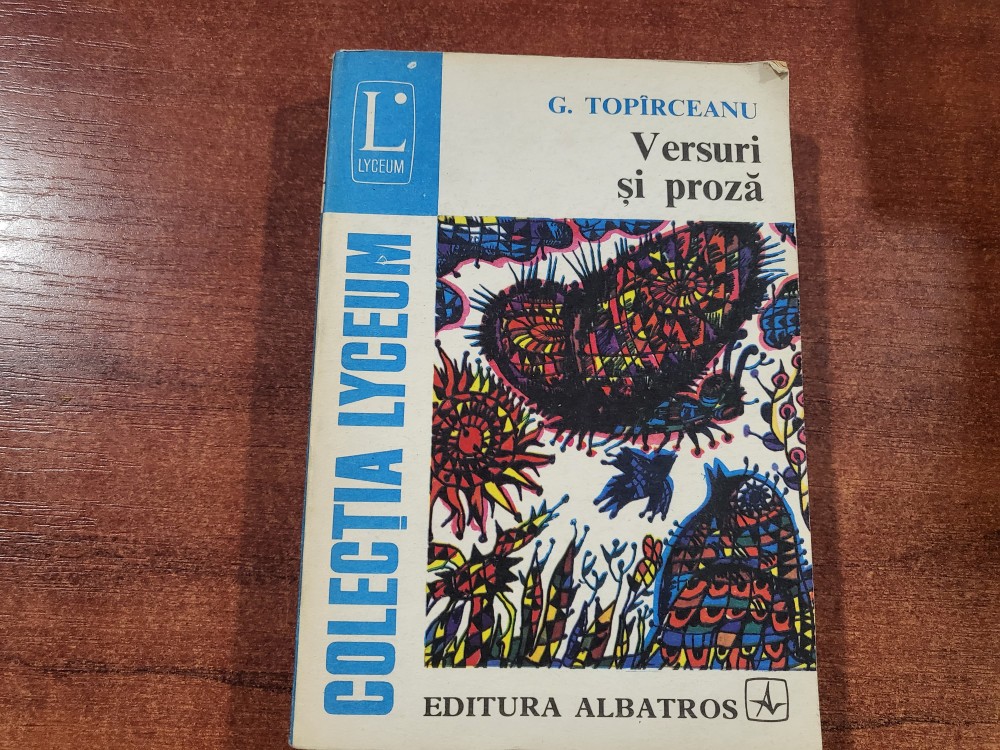 L
LYCEUM
G. TOPÎRCEANU
Versuri
și proză
COLECȚIA LYCEUM
EDITURA ALBATROS